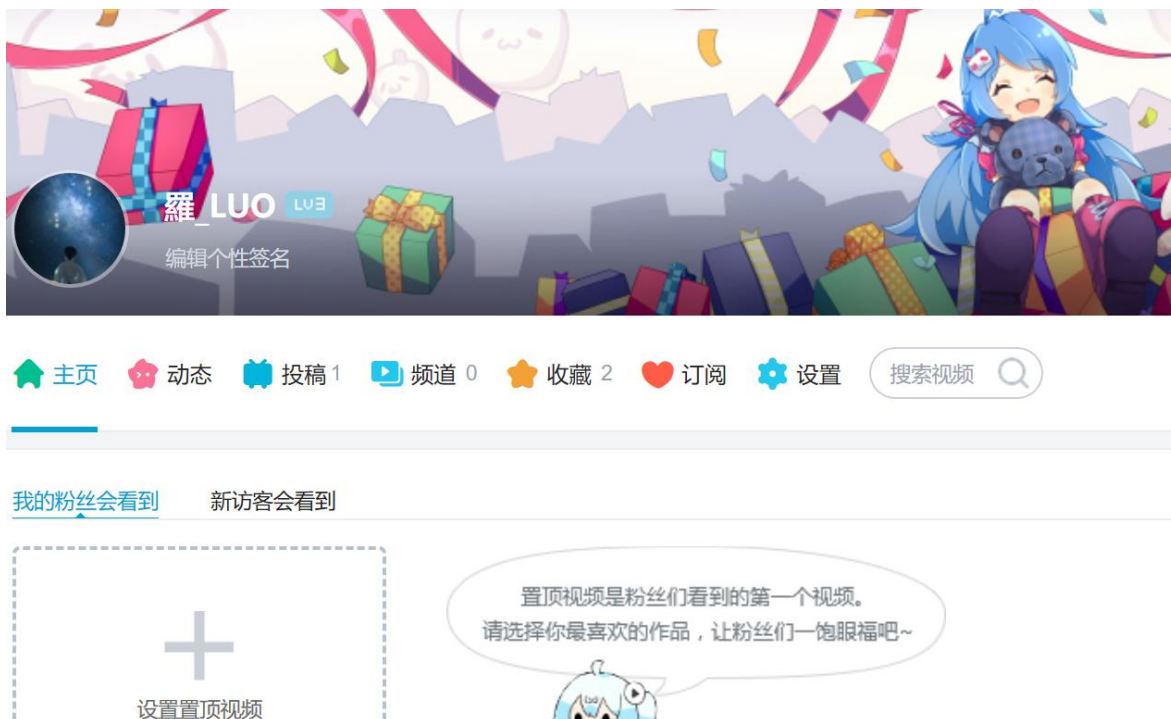 羅_LUO LV3
编辑个性签名
主页 动态 投稿 1 频道 0 收藏 2 订阅 设置 搜索视频
我的粉丝会看到 新访客会看到
置顶视频是粉丝们看到的第一个视频。
请选择你最喜欢的作品，让粉丝们一饱眼福吧~
设置置顶视频